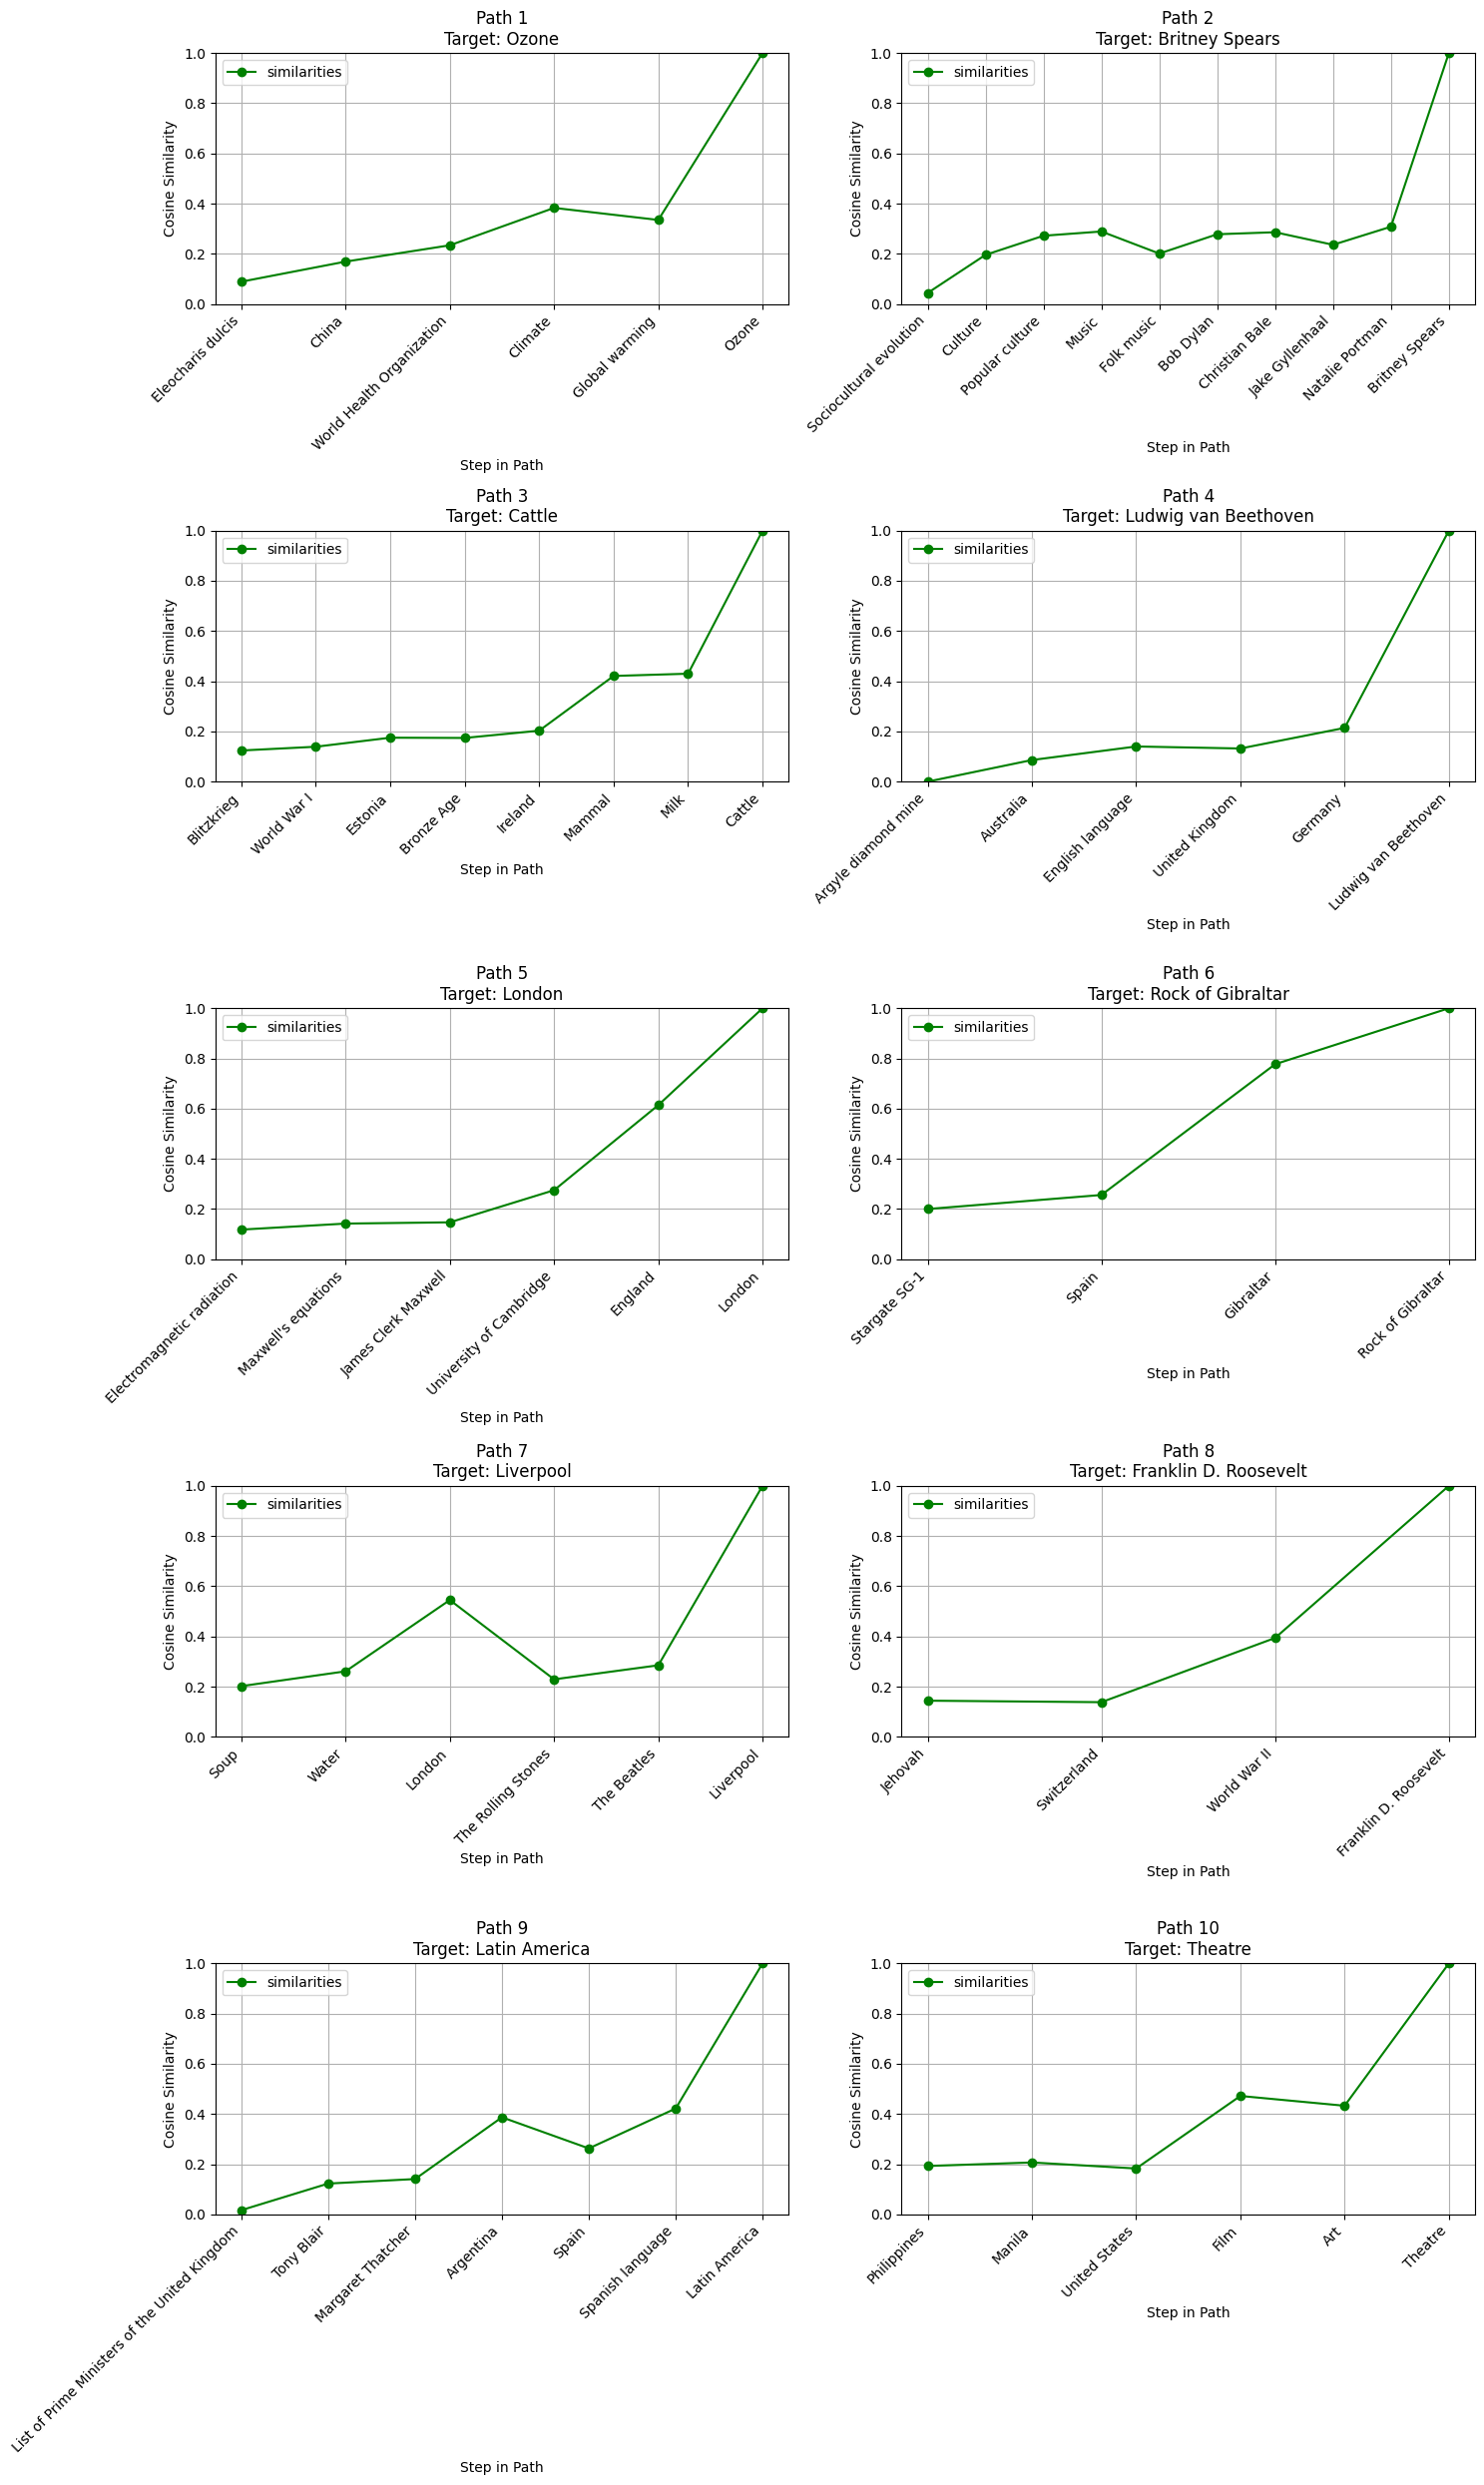 Path 1
Target: Ozone
1.0
0.8
0.6
0.4
0.2
0.0
Cosine Similarity
similarities
Eleocharis dulcis
China
World Health Organization
Climate
Global warming
Ozone
Step in Path
Path 2
Target: Britney Spears
1.0
0.8
0.6
0.4
0.2
0.0
Cosine Similarity
similarities
Sociocultural evolution
Culture
Popular culture
Music
Folk music
Bob Dylan
Christian Bale
Jake Gyllenhaal
Natalie Portman
Britney Spears
Step in Path
Path 3
Target: Cattle
1.0
0.8
0.6
0.4
0.2
0.0
Cosine Similarity
similarities
Blitzkrieg
World War I
Estonia
Bronze Age
Ireland
Mammal
Milk
Cattle
Step in Path
Path 4
Target: Ludwig van Beethoven
1.0
0.8
0.6
0.4
0.2
0.0
Cosine Similarity
similarities
Argyle diamond mine
Australia
English language
United Kingdom
Germany
Ludwig van Beethoven
Step in Path
Path 5
Target: London
1.0
0.8
0.6
0.4
0.2
0.0
Cosine Similarity
similarities
Electromagnetic radiation
Maxwell's equations
James Clerk Maxwell
University of Cambridge
England
London
Step in Path
Path 6
Target: Rock of Gibraltar
1.0
0.8
0.6
0.4
0.2
0.0
Cosine Similarity
similarities
Stargate SG-1
Spain
Gibraltar
Rock of Gibraltar
Step in Path
Path 7
Target: Liverpool
1.0
0.8
0.6
0.4
0.2
0.0
Cosine Similarity
similarities
Soup
Water
London
The Rolling Stones
The Beatles
Liverpool
Step in Path
Path 8
Target: Franklin D. Roosevelt
1.0
0.8
0.6
0.4
0.2
0.0
Cosine Similarity
similarities
Jehovah
Switzerland
World War II
Franklin D. Roosevelt
Step in Path
Path 9
Target: Latin America
1.0
0.8
0.6
0.4
0.2
0.0
Cosine Similarity
similarities
List of Prime Ministers of the United Kingdom
Tony Blair
Margaret Thatcher
Argentina
Spain
Spanish language
Latin America
Step in Path
Path 10
Target: Theatre
1.0
0.8
0.6
0.4
0.2
0.0
Cosine Similarity
similarities
Philippines
Manila
United States
Film
Art
Theatre
Step in Path